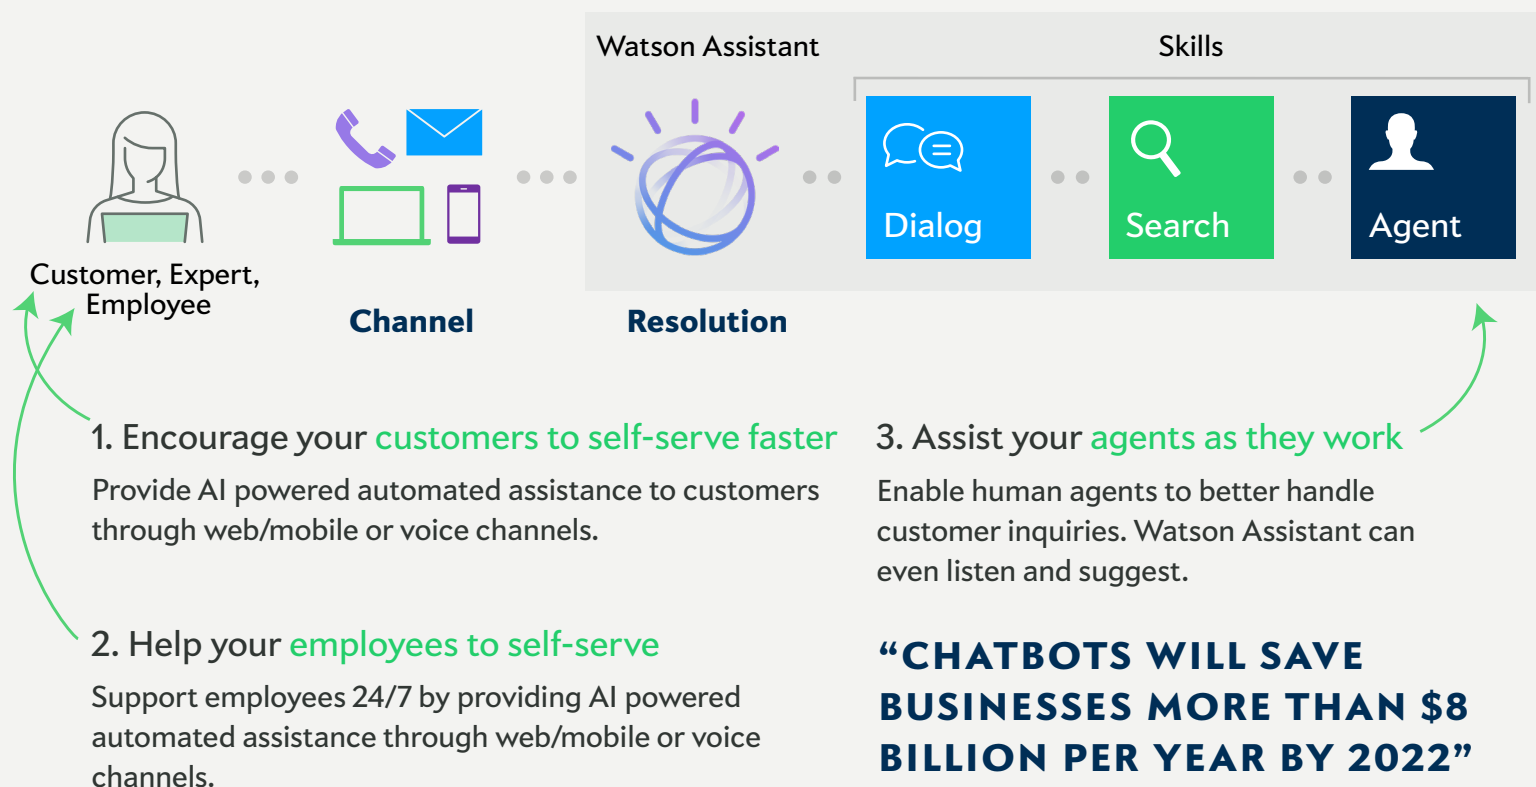 Watson Assistant
Skills
Dialog
Search
Agent
Customer, Expert,
Employee
Channel
Resolution
1. Encourage your customers to self-serve faster
Provide AI powered automated assistance to customers
through web/mobile or voice channels.
2. Help your employees to self-serve
Support employees 24/7 by providing AI powered
automated assistance through web/mobile or voice
channels.
3. Assist your agents as they work
Enable human agents to better handle
customer inquiries. Watson Assistant can
even listen and suggest.
“CHATBOTS WILL SAVE
BUSINESSES MORE THAN $8
BILLION PER YEAR BY 2022”